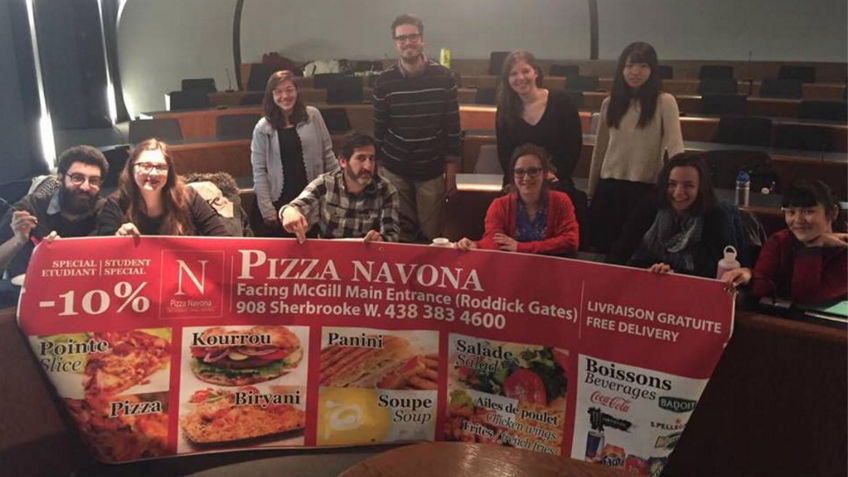 SPECIAL | STUDENT
ETUDIANT | SPECIAL
-10%
N
Pizza Navona
PIZZA NAVONA
Facing McGill Main Entrance (Roddick Gates)
908 Sherbrooke W. 438 383 4600
LIVRAISON GRATUITE
FREE DELIVERY
Pointe
Slice
Pizza
Kourrou
Biryani
Panini
Soupe
Soup
Salade
Salad
Ailes de poulet
Chicken wings
Frites / french fries
Boissons
Beverages
Coca-Cola
BADOIT
S.PELLE